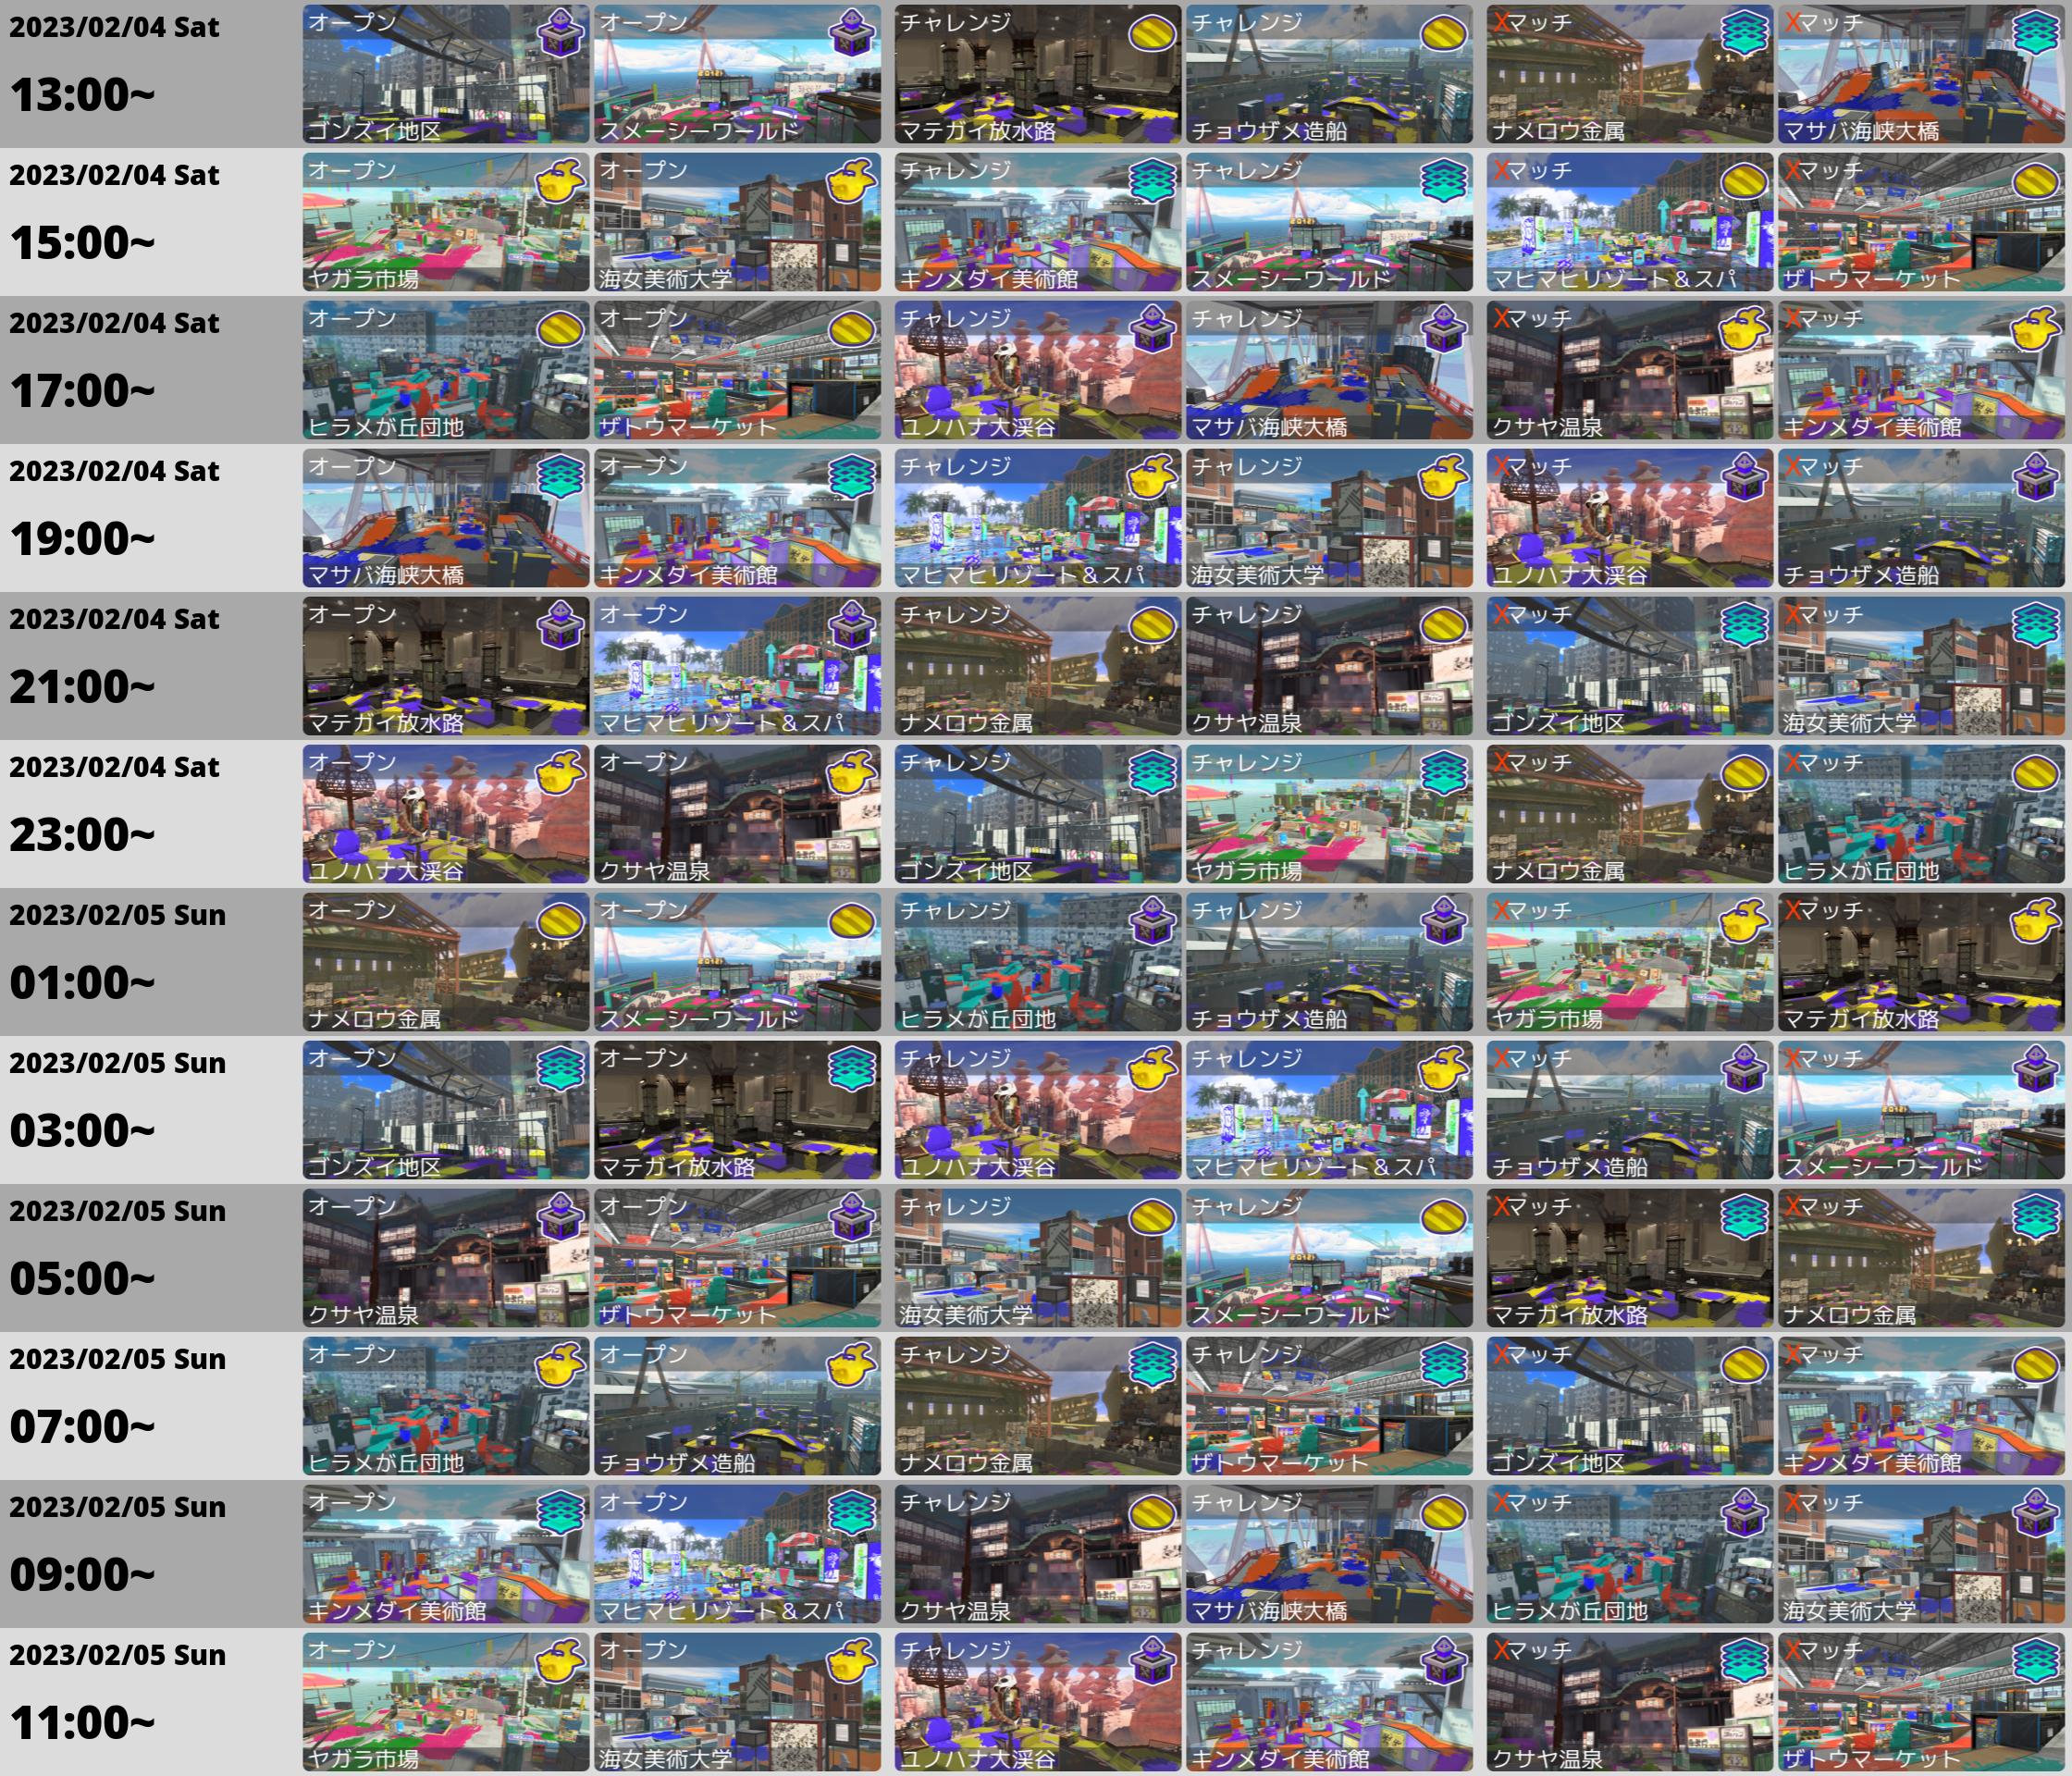 2023/02/04 Sat
13:00~
オープン
ゴンズイ地区
オープン
スメーシーワールド
チャレンジ
マテガイ放水路
チャレンジ
チョウザメ造船
Xマッチ
ナメロウ金属
Xマッチ
マサバ海峡大橋
2023/02/04 Sat
15:00~
オープン
ヤガラ市場
オープン
海女美術大学
チャレンジ
キンメダイ美術館
チャレンジ
スメーシーワールド
Xマッチ
マヒマヒリゾート＆スパ
Xマッチ
ザトウマーケット
2023/02/04 Sat
17:00~
オープン
ヒラメが丘団地
オープン
ザトウマーケット
チャレンジ
ユノハナ大渓谷
チャレンジ
マサバ海峡大橋
Xマッチ
クサヤ温泉
Xマッチ
キンメダイ美術館
2023/02/04 Sat
19:00~
オープン
マサバ海峡大橋
オープン
キンメダイ美術館
チャレンジ
マヒマヒリゾート＆スパ
チャレンジ
海女美術大学
Xマッチ
ユノハナ大渓谷
Xマッチ
チョウザメ造船
2023/02/04 Sat
21:00~
オープン
マテガイ放水路
オープン
マヒマヒリゾート＆スパ
チャレンジ
ナメロウ金属
チャレンジ
クサヤ温泉
Xマッチ
ゴンズイ地区
Xマッチ
海女美術大学
2023/02/04 Sat
23:00~
オープン
ユノハナ大渓谷
オープン
クサヤ温泉
チャレンジ
ゴンズイ地区
チャレンジ
ヤガラ市場
Xマッチ
ナメロウ金属
Xマッチ
ヒラメが丘団地
2023/02/05 Sun
01:00~
オープン
ナメロウ金属
オープン
スメーシーワールド
チャレンジ
ヒラメが丘団地
チャレンジ
チョウザメ造船
Xマッチ
ヤガラ市場
Xマッチ
マテガイ放水路
2023/02/05 Sun
03:00~
オープン
ゴンズイ地区
オープン
マテガイ放水路
チャレンジ
ユノハナ大渓谷
チャレンジ
マヒマヒリゾート＆スパ
Xマッチ
チョウザメ造船
Xマッチ
スメーシーワールド
2023/02/05 Sun
05:00~
オープン
クサヤ温泉
オープン
ザトウマーケット
チャレンジ
海女美術大学
チャレンジ
スメーシーワールド
Xマッチ
マテガイ放水路
Xマッチ
ナメロウ金属
2023/02/05 Sun
07:00~
オープン
ヒラメが丘団地
オープン
チョウザメ造船
チャレンジ
ナメロウ金属
チャレンジ
ザトウマーケット
Xマッチ
ゴンズイ地区
Xマッチ
キンメダイ美術館
2023/02/05 Sun
09:00~
オープン
キンメダイ美術館
オープン
マヒマヒリゾート＆スパ
チャレンジ
クサヤ温泉
チャレンジ
マサバ海峡大橋
Xマッチ
ヒラメが丘団地
Xマッチ
海女美術大学
2023/02/05 Sun
11:00~
オープン
ヤガラ市場
オープン
海女美術大学
チャレンジ
ユノハナ大渓谷
チャレンジ
キンメダイ美術館
Xマッチ
クサヤ温泉
Xマッチ
ザトウマーケット